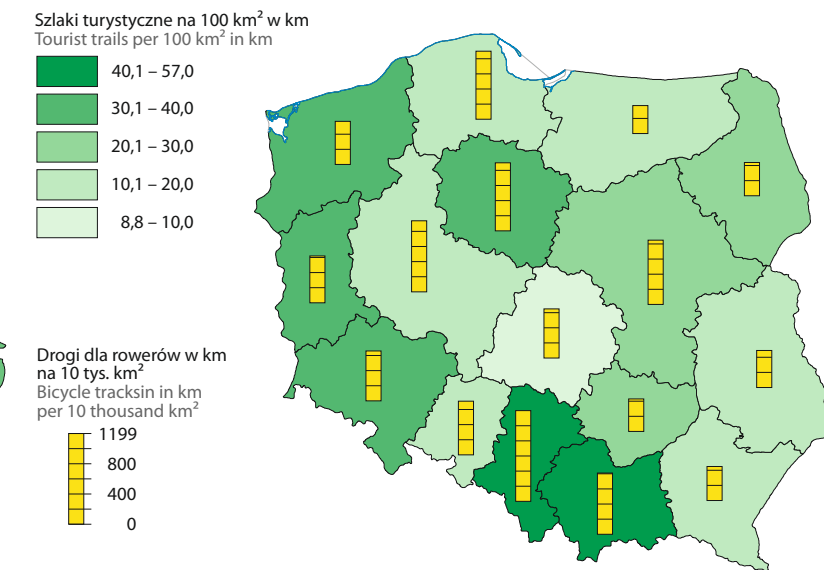 Szlaki turystyczne na 100 km² w km
Tourist trails per 100 km² in km
40,1 – 57,0
30,1 – 40,0
20,1 – 30,0
10,1 – 20,0
8,8 – 10,0
Drogi dla rowerów w km
na 10 tys. km²
Bicycle tracksin in km
per 10 thousand km²
1199
800
400
0